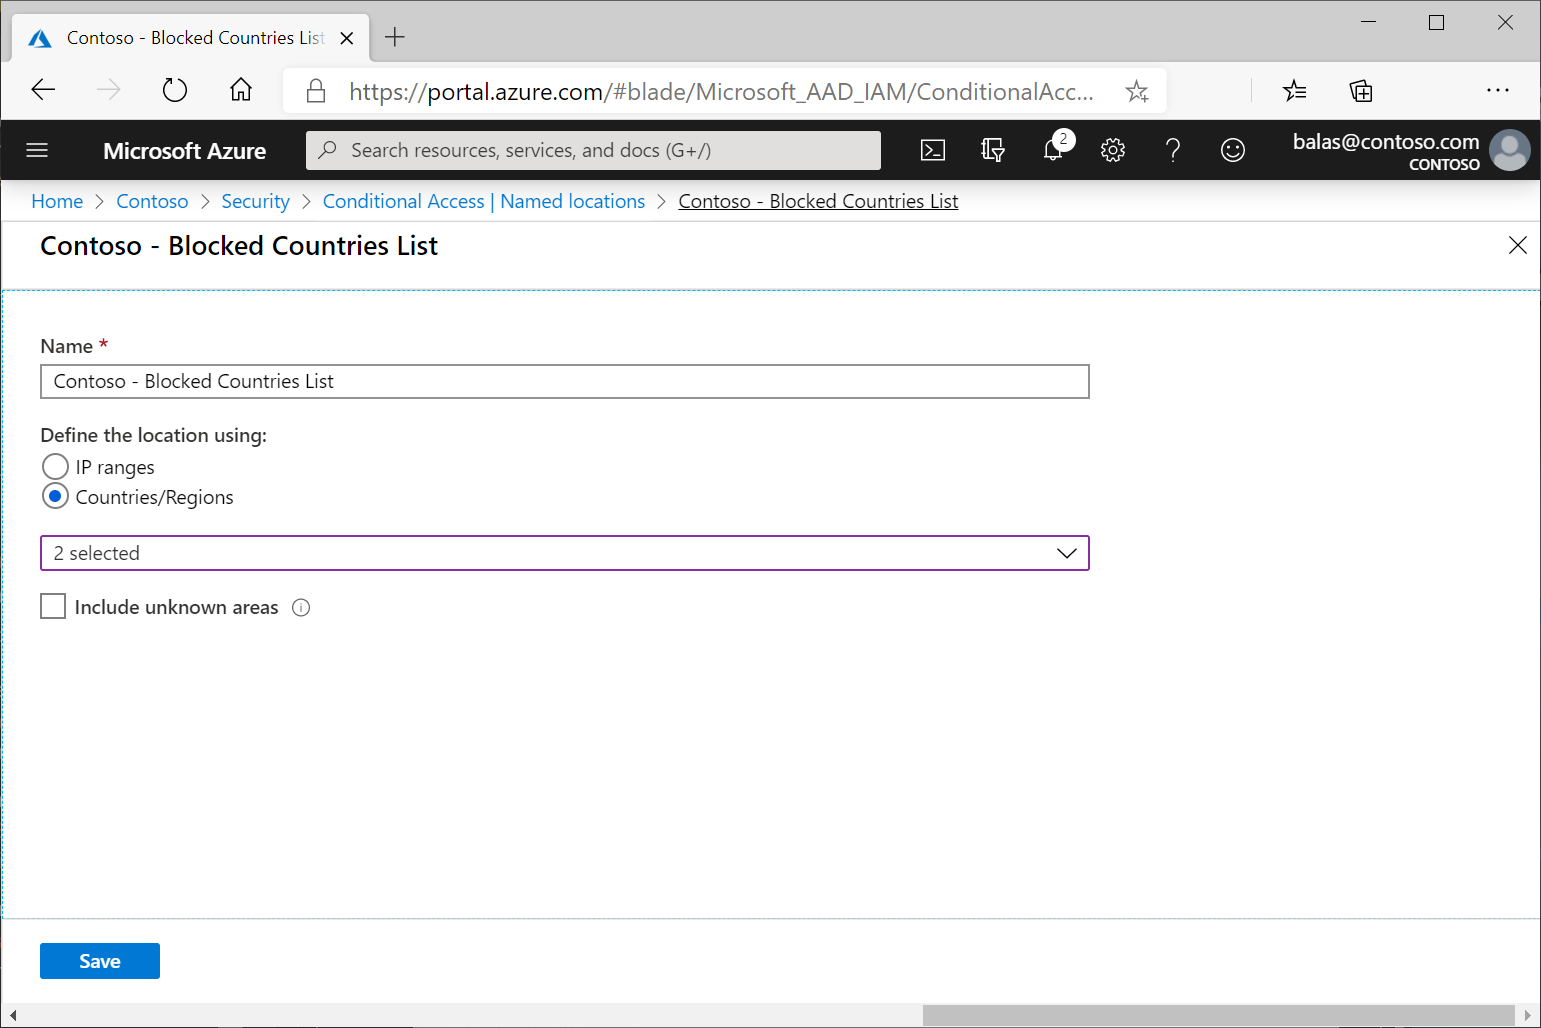 Contoso - Blocked Countries List
https://portal.azure.com/#blade/Microsoft_AAD_IAM/ConditionalAcc...
Microsoft Azure
Search resources, services, and docs (G+/)
2
balas@contoso.com
CONTOSO
Home > Contoso > Security > Conditional Access | Named locations > Contoso - Blocked Countries List
Contoso - Blocked Countries List
Name *
Contoso - Blocked Countries List
Define the location using:
IP ranges
Countries/Regions
2 selected
Include unknown areas
Save